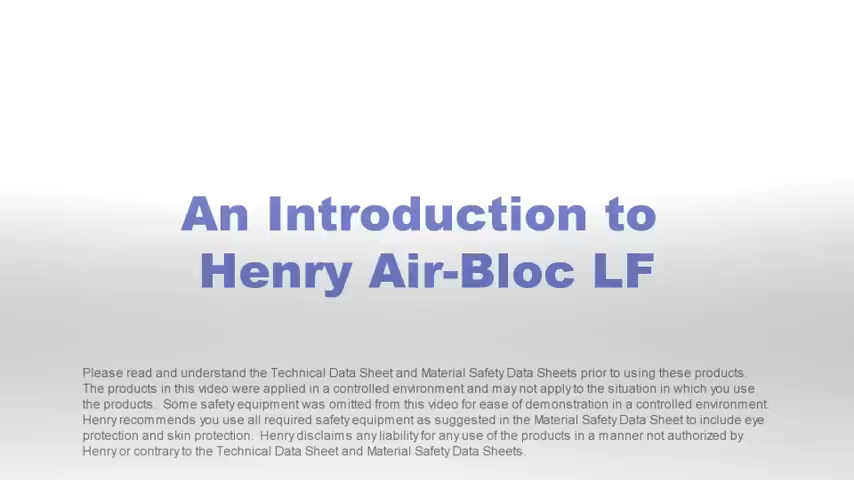 An Introduction to
Henry Air-Bloc LF
Please read and understand the Technical Data Sheet and Material Safety Data Sheets prior to using these products.
The products in this video were applied in a controlled environment and may not apply to the situation in which you use
the products.  Some safety equipment was omitted from this video for ease of demonstration in a controlled environment.
Henry recommends you use all required safety equipment as suggested in the Material Safety Data Sheet to include eye
protection and skin protection.  Henry disclaims any liability for any use of the products in a manner not authorized by
Henry or contrary to the Technical Data Sheet and Material Safety Data Sheets.